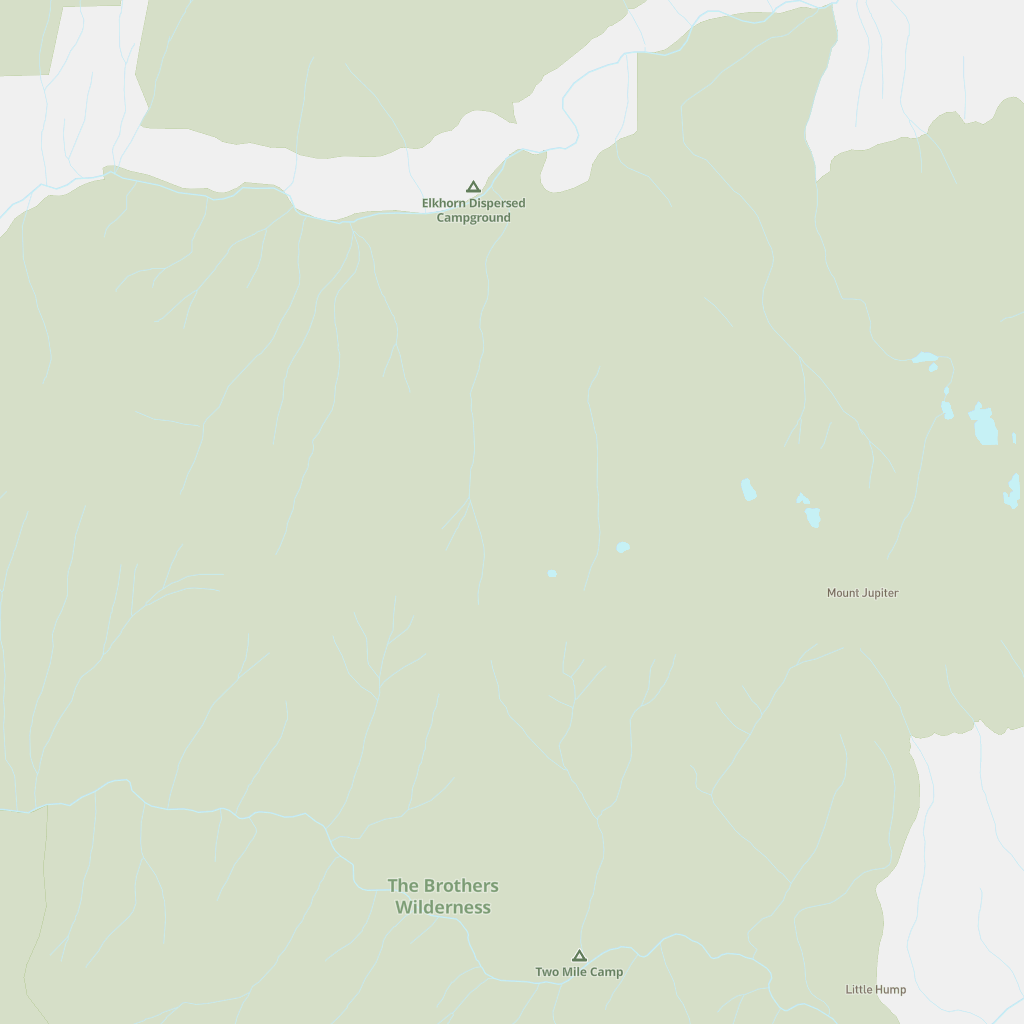 Elkhorn Dispersed
Campground
Mount Jupiter
The Brothers
Wilderness
Two Mile Camp
Little Hump